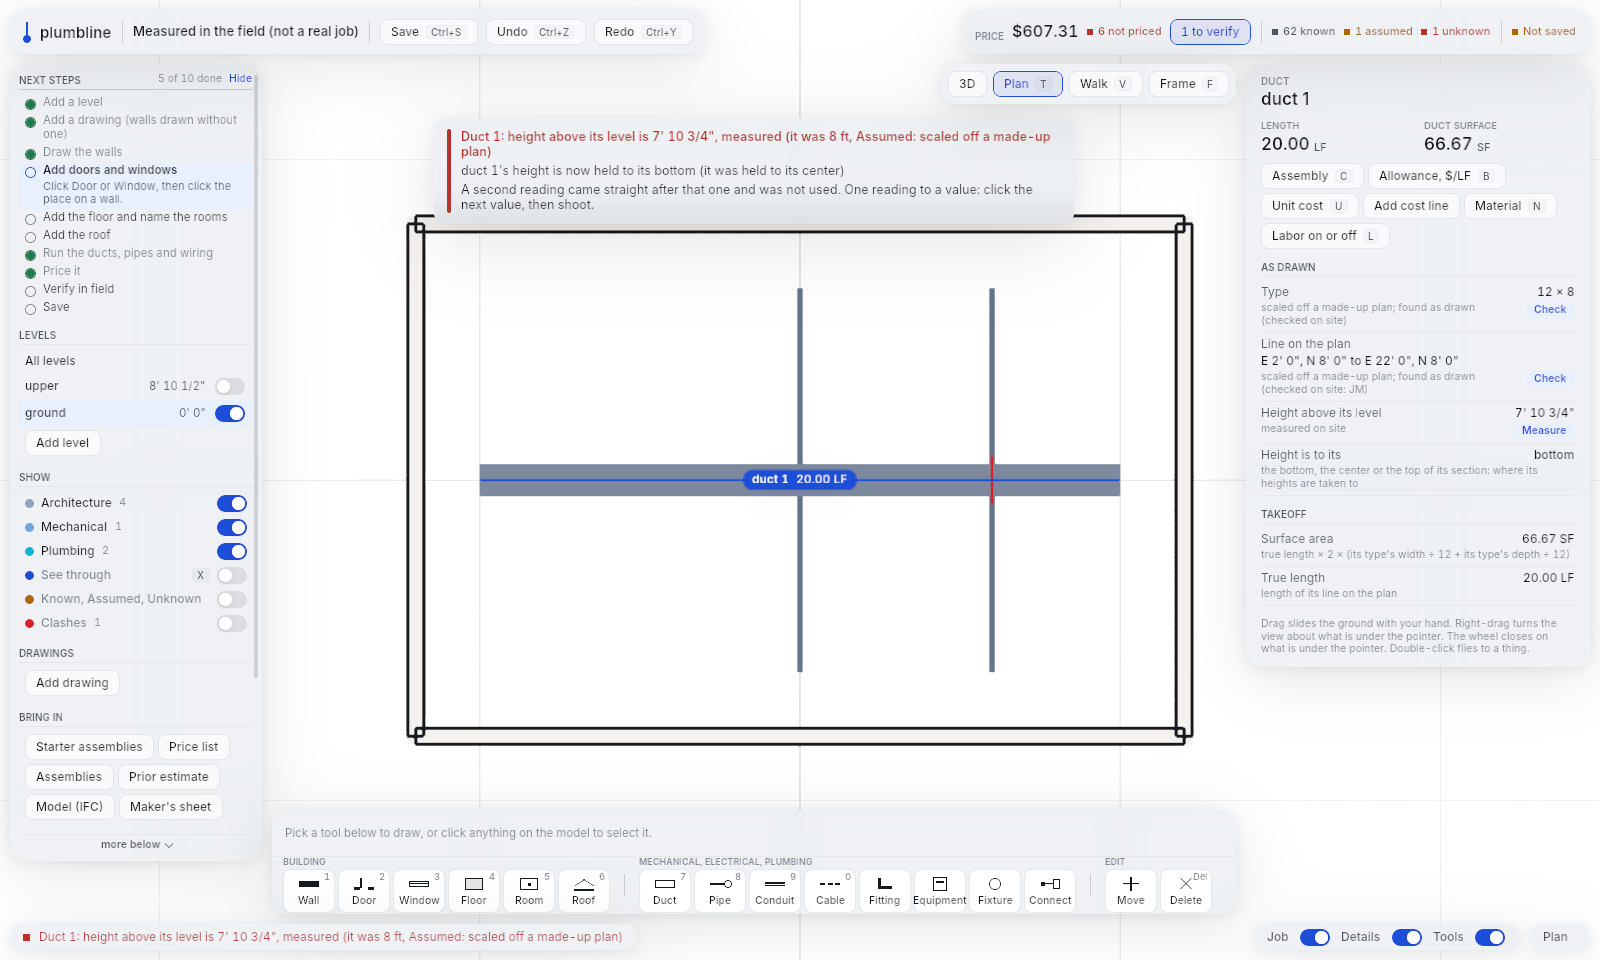 plumbline
Measured in the field (not a real job)
Save Ctrl+S
Undo Ctrl+Z
Redo Ctrl+Y
PRICE $607.31
6 not priced
1 to verify
62 known
1 assumed
1 unknown
Not saved
NEXT STEPS 5 of 10 done Hide
Add a level
Add a drawing (walls drawn without
one)
Draw the walls
Add doors and windows
Click Door or Window, then click the
place on a wall.
Add the floor and name the rooms
Add the roof
Run the ducts, pipes and wiring
Price it
Verify in field
Save
LEVELS
All levels
upper 8' 10 1/2"
ground 0' 0"
Add level
SHOW
Architecture 4
Mechanical 1
Plumbing 2
See through X
Known, Assumed, Unknown
Clashes 1
DRAWINGS
Add drawing
BRING IN
Starter assemblies Price list
Assemblies Prior estimate
Model (IFC) Maker's sheet
more below
3D
Plan T
Walk V
Frame F
Duct 1: height above its level is 7' 10 3/4", measured (it was 8 ft, Assumed: scaled off a made-up
plan)
duct 1's height is now held to its bottom (it was held to its center)
A second reading came straight after that one and was not used. One reading to a value: click the
next value, then shoot.
duct 1 20.00 LF
DUCT
duct 1
LENGTH DUCT SURFACE
20.00 LF 66.67 SF
Assembly C Allowance, $/LF B
Unit cost U Add cost line Material N
Labor on or off L
AS DRAWN
Type 12 × 8
scaled off a made-up plan; found as drawn
(checked on site)
Check
Line on the plan
E 2' 0", N 8' 0" to E 22' 0", N 8' 0"
scaled off a made-up plan; found as drawn
(checked on site: JM)
Check
Height above its level 7' 10 3/4"
measured on site Measure
Height is to its bottom
the bottom, the center or the top of its section: where its
heights are taken to
TAKEOFF
Surface area 66.67 SF
true length × 2 × (its type's width ÷ 12 + its type's depth ÷ 12)
True length 20.00 LF
length of its line on the plan
Drag slides the ground with your hand. Right-drag turns the
view about what is under the pointer. The wheel closes on
what is under the pointer. Double-click flies to a thing.
Pick a tool below to draw, or click anything on the model to select it.
BUILDING
Wall 1
Door 2
Window 3
Floor 4
Room 5
Roof 6
MECHANICAL, ELECTRICAL, PLUMBING
Duct 7
Pipe 8
Conduit 9
Cable 0
Fitting
Equipment
Fixture
Connect
EDIT
Move
Delete Del
Duct 1: height above its level is 7' 10 3/4", measured (it was 8 ft, Assumed: scaled off a made-up plan)
Job Details Tools Plan